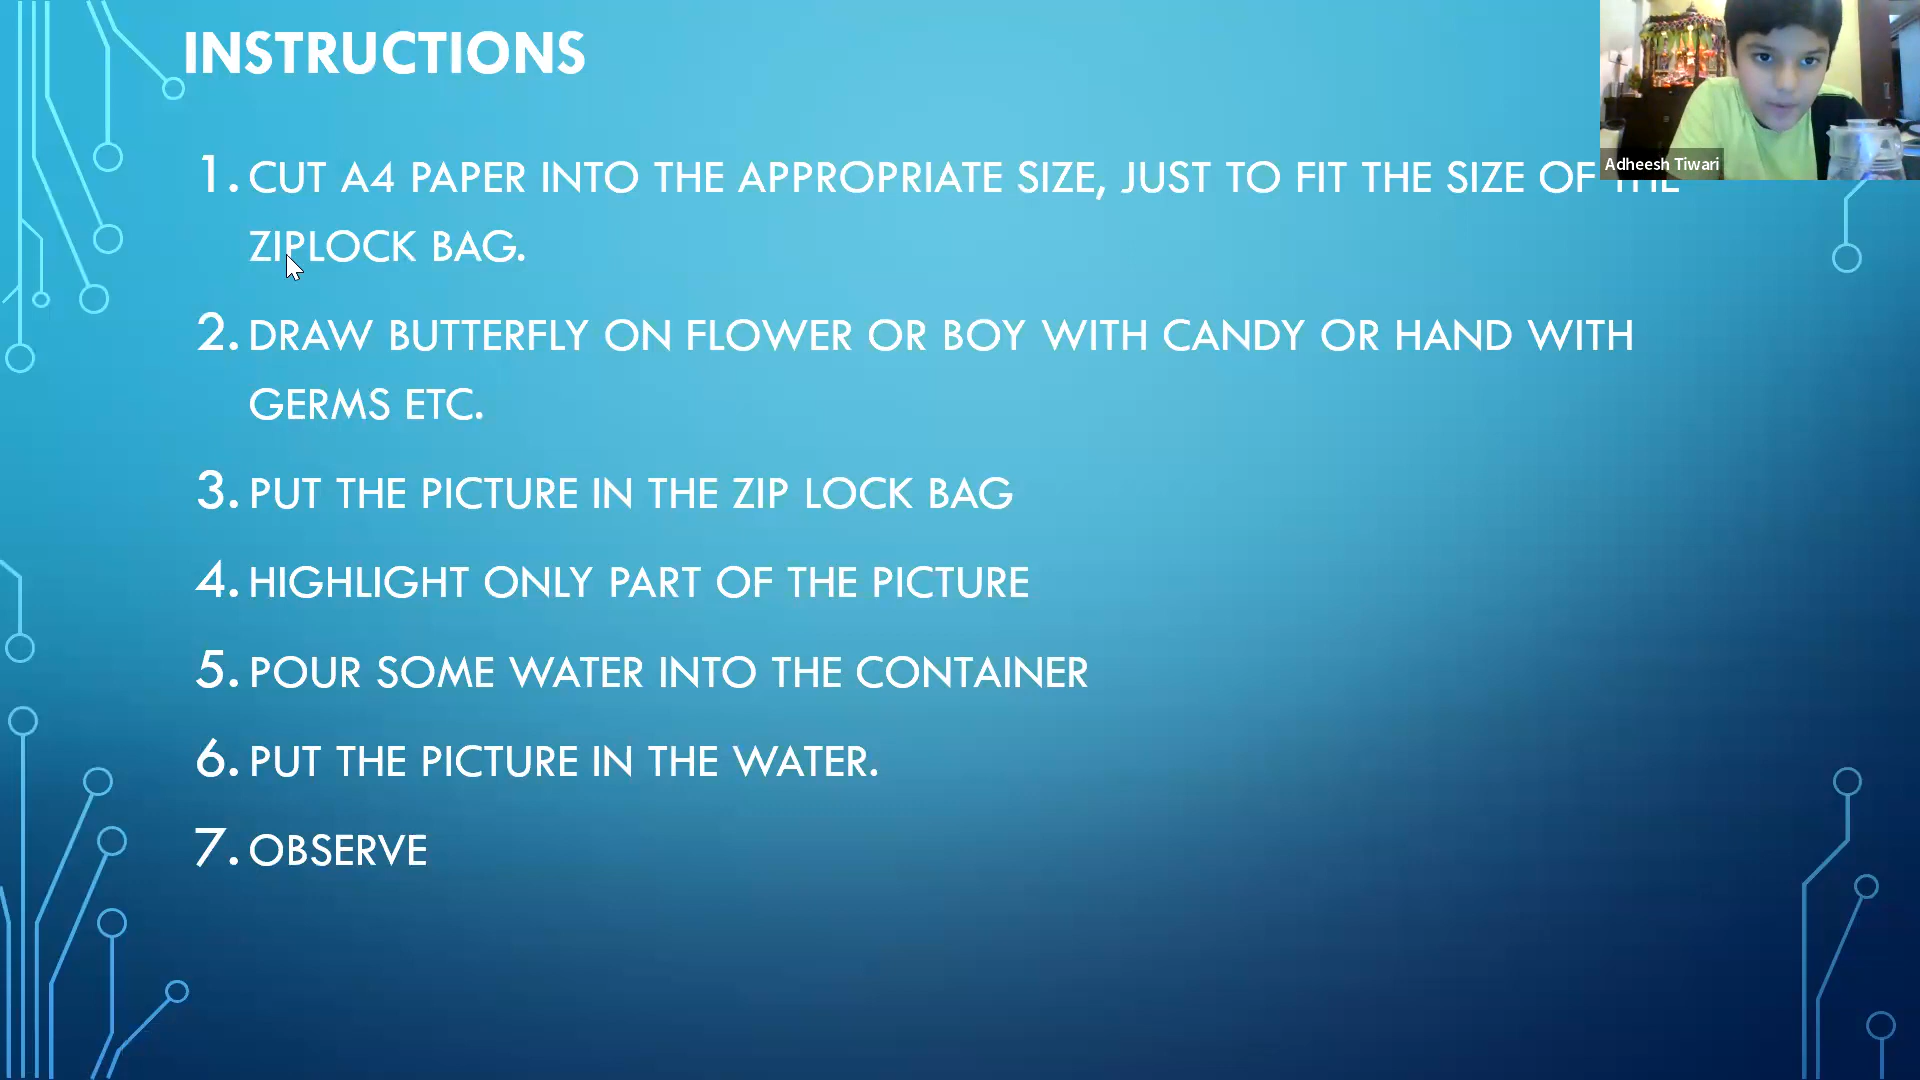 INSTRUCTIONS
1. CUT A4 PAPER INTO THE APPROPRIATE SIZE, JUST TO FIT THE SIZE OF THE
ZIPLOCK BAG.
2. DRAW BUTTERFLY ON FLOWER OR BOY WITH CANDY OR HAND WITH
GERMS ETC.
3. PUT THE PICTURE IN THE ZIP LOCK BAG
4. HIGHLIGHT ONLY PART OF THE PICTURE
5. POUR SOME WATER INTO THE CONTAINER
6. PUT THE PICTURE IN THE WATER.
7. OBSERVE
Adheesh Tiwari